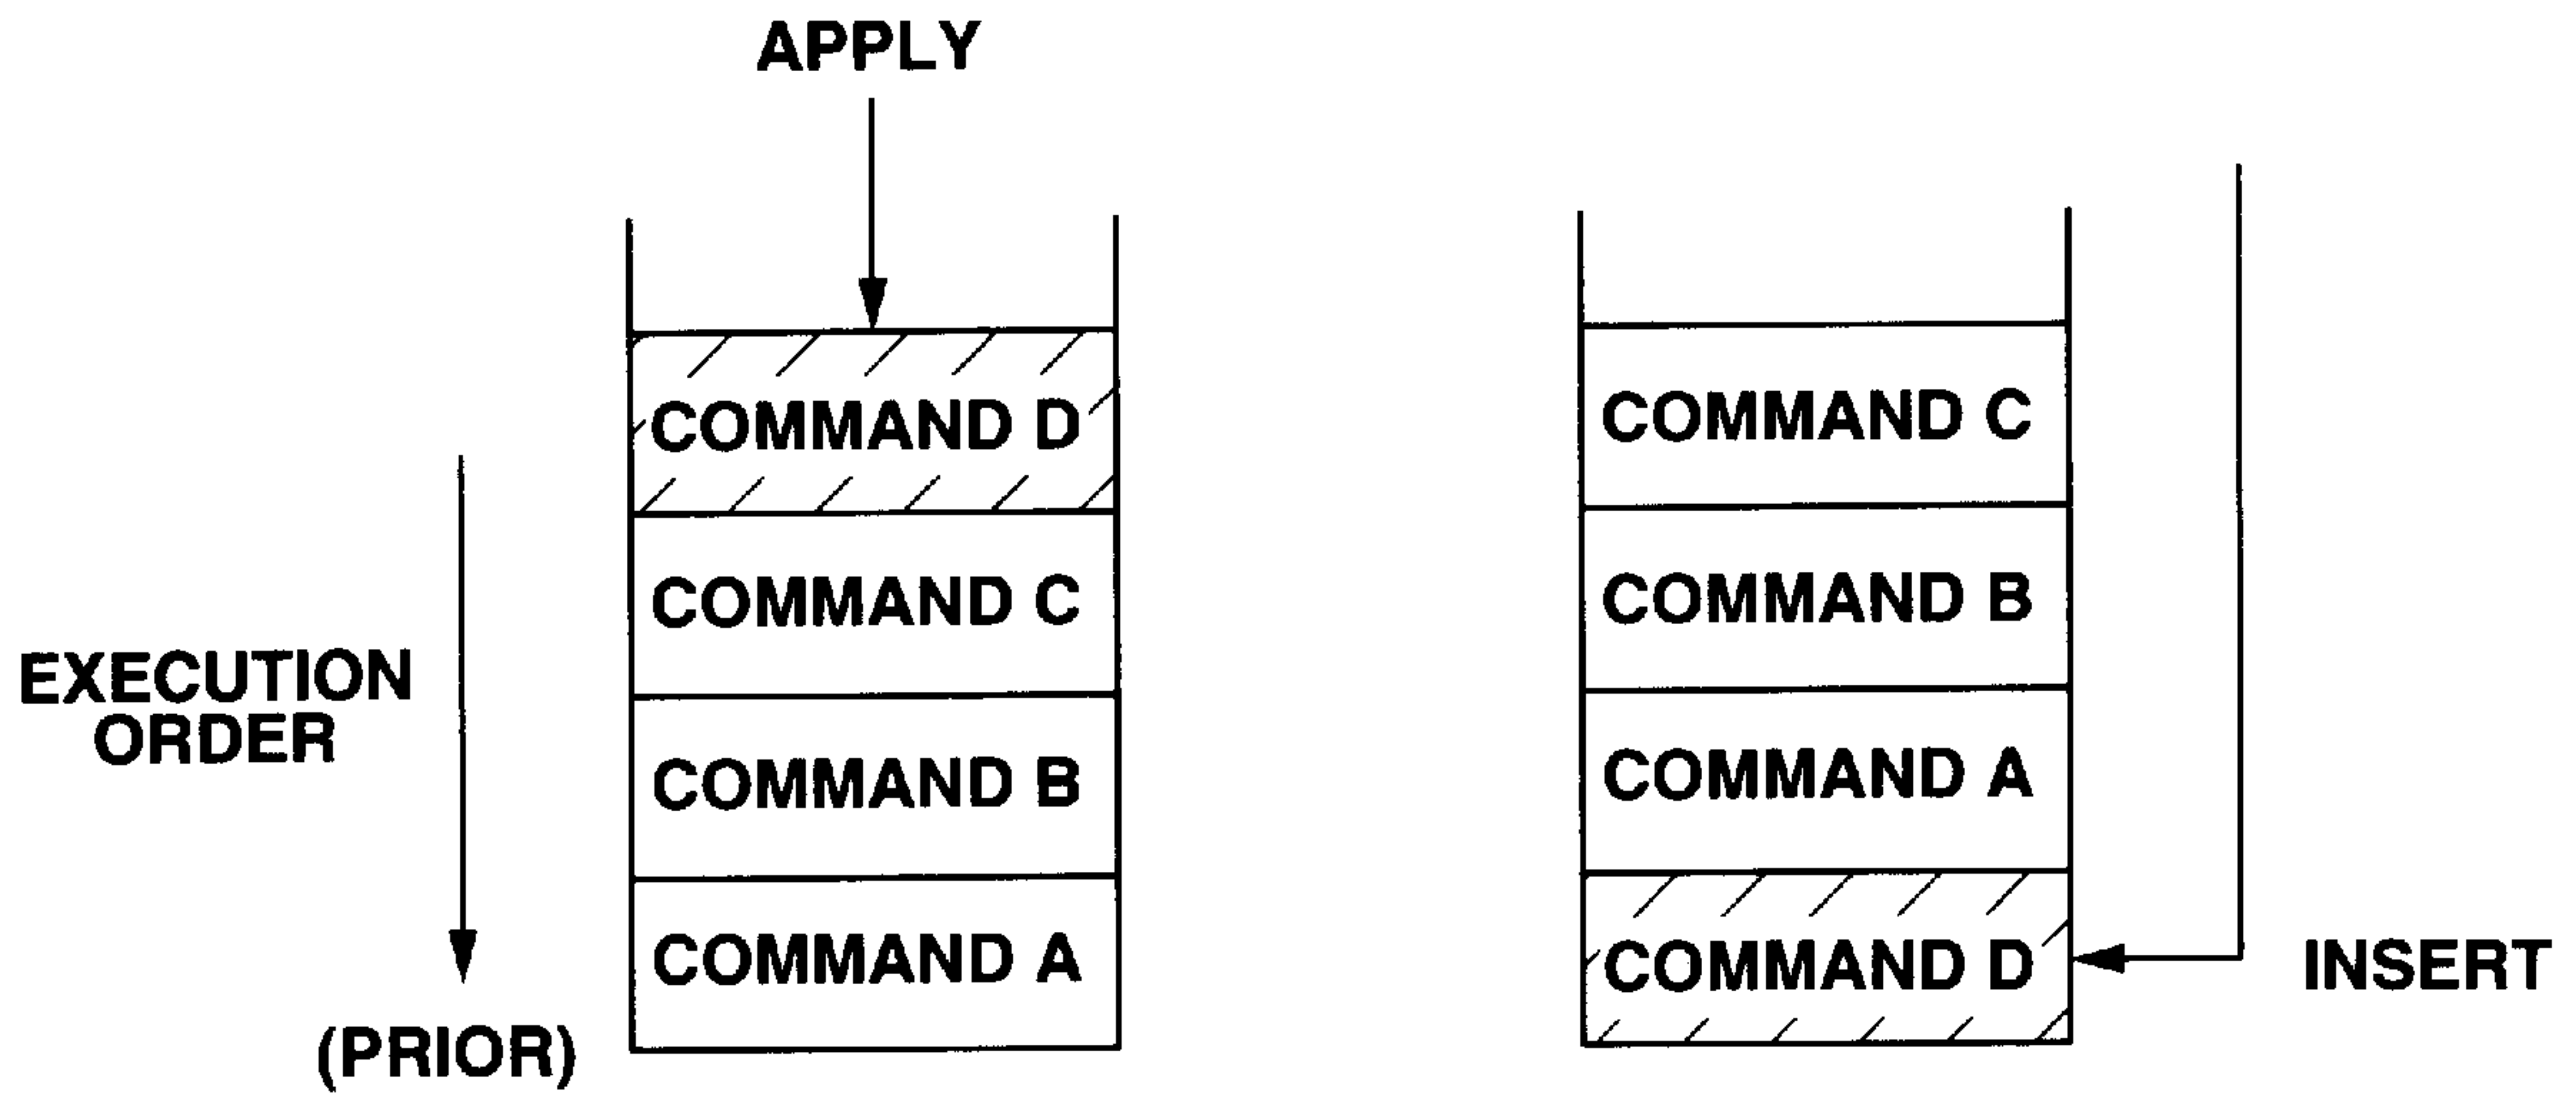 APPLY
COMMAND D
COMMAND C
COMMAND B
COMMAND A
EXECUTION
ORDER
(PRIOR)
COMMAND C
COMMAND B
COMMAND A
COMMAND D
INSERT